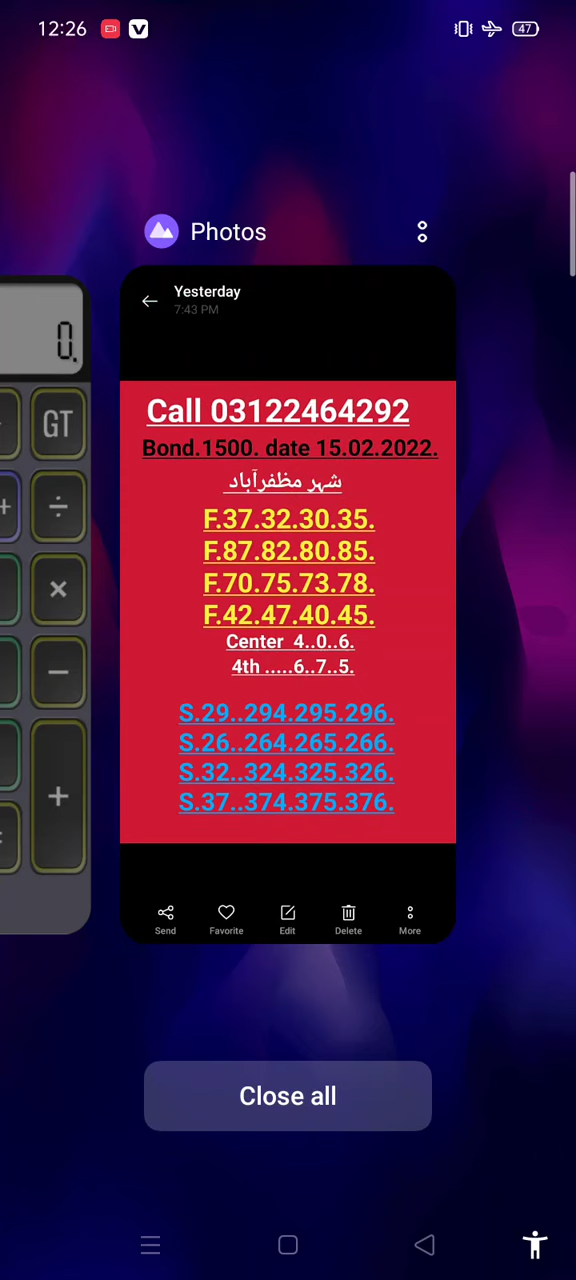 12:26
47
Photos
Yesterday
7:43 PM
0.
GT
÷
×
−
+
Call 03122464292
Bond.1500. date 15.02.2022.
شہر مظفرآباد
F.37.32.30.35.
F.87.82.80.85.
F.70.75.73.78.
F.42.47.40.45.
Center 4..0..6.
4th .....6..7..5.
S.29..294.295.296.
S.26..264.265.266.
S.32..324.325.326.
S.37..374.375.376.
Send
Favorite
Edit
Delete
More
Close all